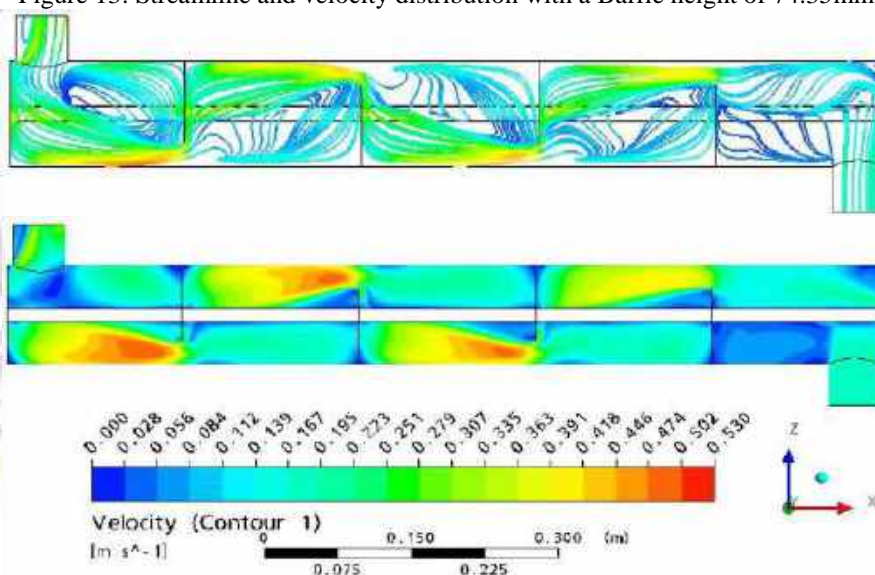 Figure 13. Streamline and velocity distribution with a Baffle height of 74.55mm
0.000 0.028 0.056 0.084 0.112 0.139 0.167 0.195 0.223 0.251 0.279 0.307 0.335 0.363 0.391 0.418 0.446 0.474 0.502 0.530
Z
Y
X
Velocity (Contour 1)
[m s^-1]
0 0.150 0.300 (m)
0.075 0.225